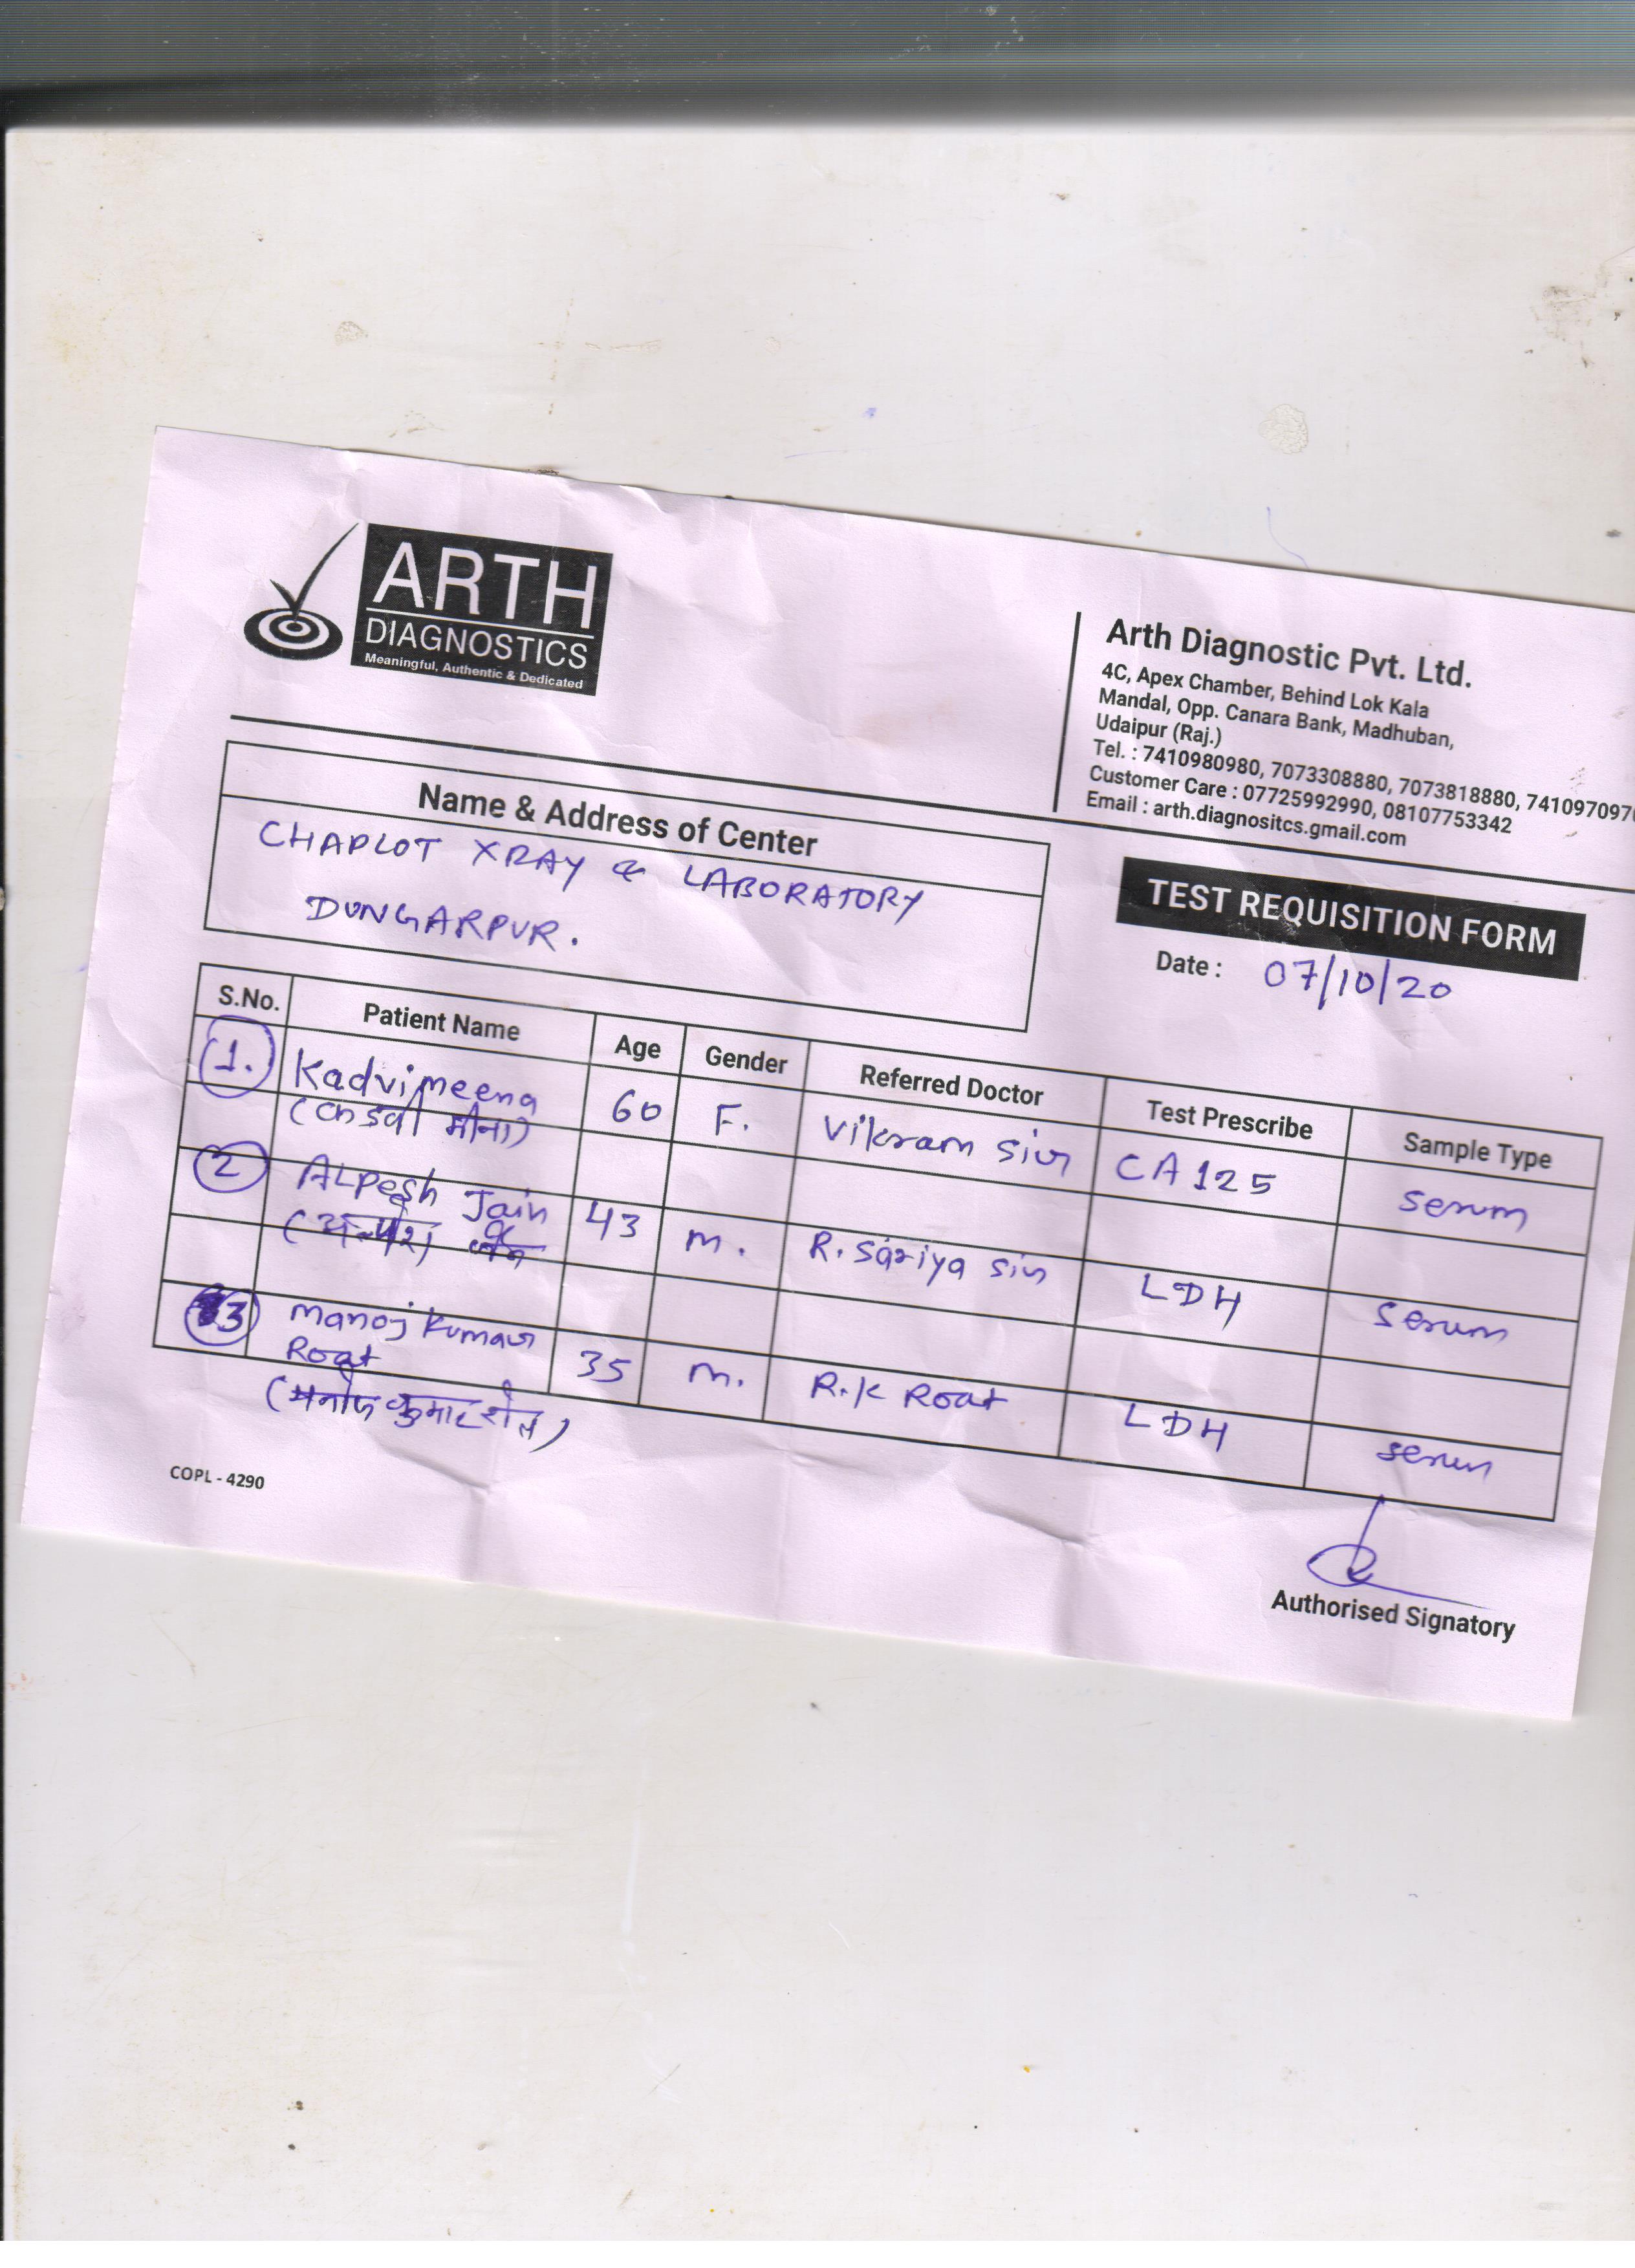 ARTH
DIAGNOSTICS
Meaningful, Authentic & Dedicated
Arth Diagnostic Pvt. Ltd.
4C, Apex Chamber, Behind Lok Kala
Mandal, Opp. Canara Bank, Madhuban,
Udaipur (Raj.)
Tel. : 7410980980, 7073308880, 7073818880, 741097097
Customer Care : 07725992990, 08107753342
Email : arth.diagnositcs.gmail.com
Name & Address of Center
CHAPLOT XRAY & LABORATORY
DUNGARPUR.
TEST REQUISITION FORM
Date : 07/10/20
S.No. Patient Name Age Gender Referred Doctor Test Prescribe Sample Type
1. Kadvi meena 60 F. Vikram sir CA 125 serum
(कडवी मीना)
2 ALPesh Jain 43 m. R. Sariya sir LDH serum
जैन
3 manoj kumar 35 m. R.K Roat LDH serum
Roat
(मनोज कुमार रोत)
COPL - 4290
Authorised Signatory